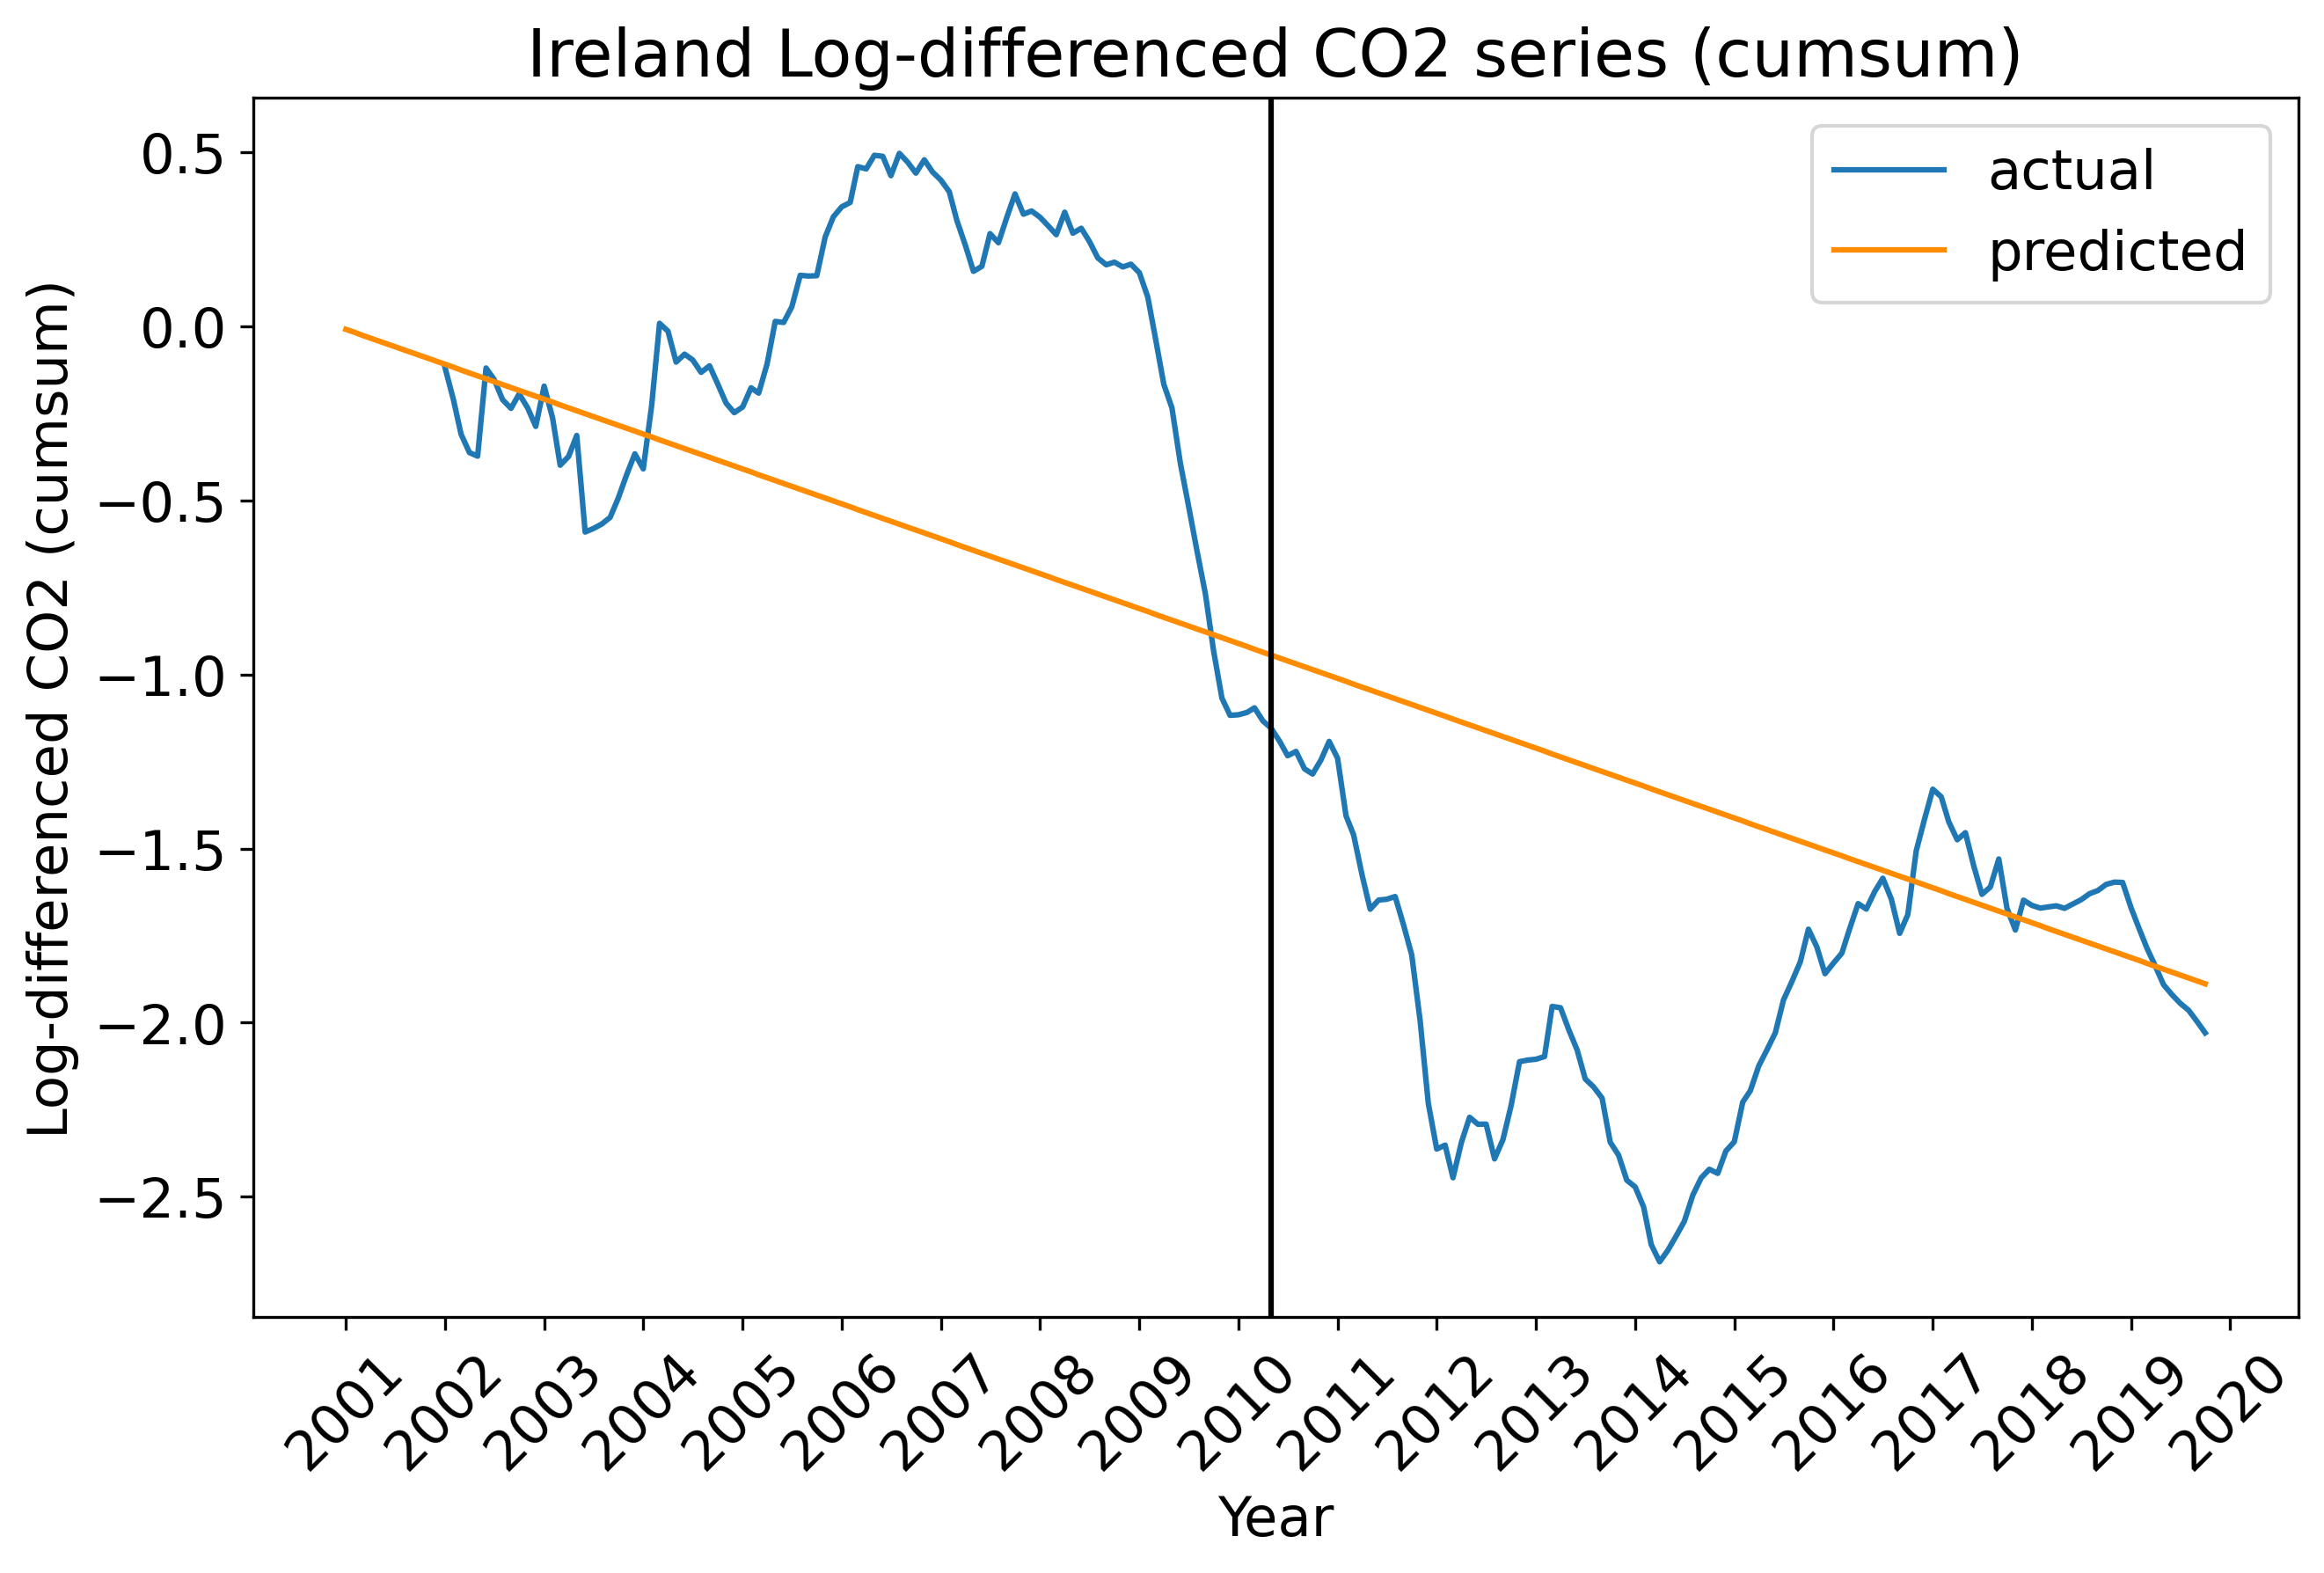 Ireland Log-differenced CO2 series (cumsum)
actual
predicted
Log-differenced CO2 (cumsum)
0.5
0.0
−0.5
−1.0
−1.5
−2.0
−2.5
2001 2002 2003 2004 2005 2006 2007 2008 2009 2010 2011 2012 2013 2014 2015 2016 2017 2018 2019 2020
Year